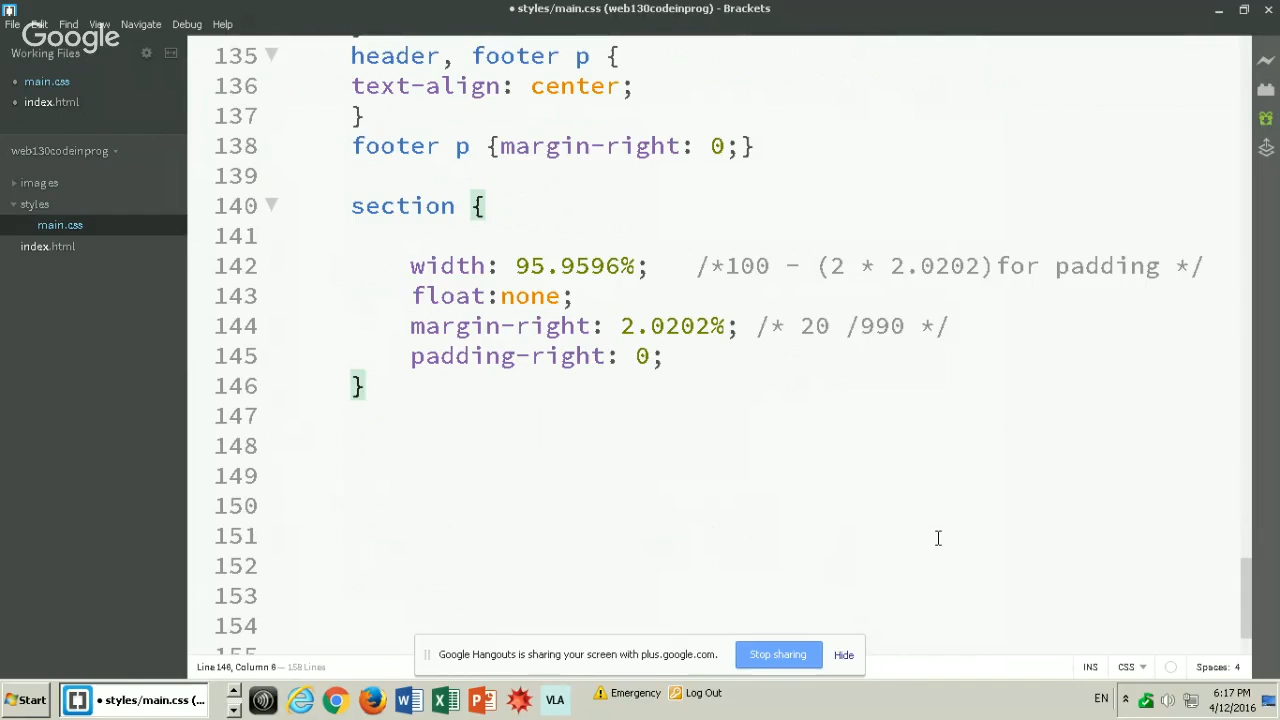 • styles/main.css (web130codeinprog) - Brackets
File Edit Find View Navigate Debug Help
Google
Working Files
• main.css
• index.html
web130codeinprog
images
styles
main.css
index.html
135 header, footer p {
136 text-align: center;
137 }
138 footer p {margin-right: 0;}
139
140 section {
141
142 width: 95.9596%; /*100 - (2 * 2.0202)for padding */
143 float:none;
144 margin-right: 2.0202%; /* 20 /990 */
145 padding-right: 0;
146 }
147
148
149
150
151
152
153
154
Google Hangouts is sharing your screen with plus.google.com. Stop sharing Hide
Line 146, Column 6 — 158 Lines INS CSS Spaces: 4
Start • styles/main.css (... VLA Emergency Log Out EN 6:17 PM
4/12/2016